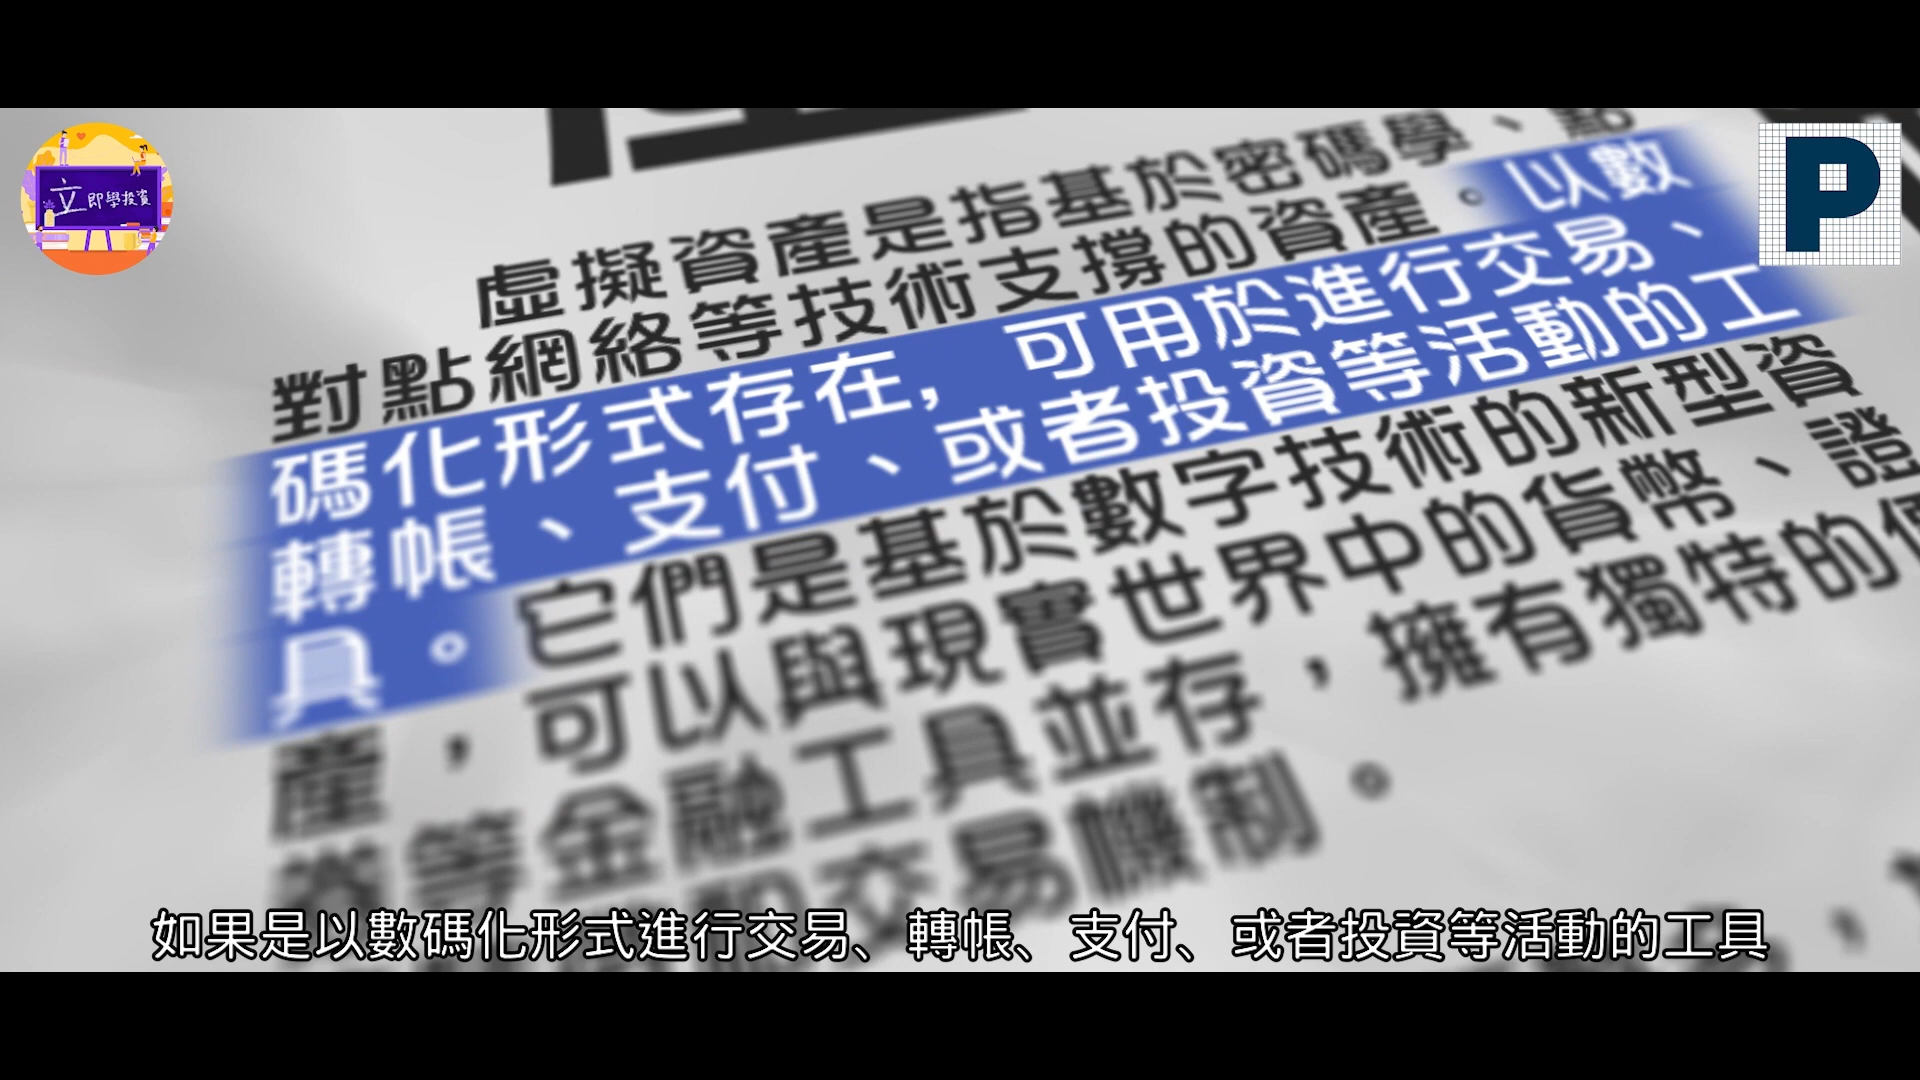 立即學投資
P
虛擬資產是指基於密碼學、點
對點網絡等技術支撐的資產。以數
碼化形式存在,可用於進行交易、
轉帳、支付、或者投資等活動的工
具。它們是基於數字技術的新型資
產，可以與現實世界中的貨幣、證
券等金融工具並存，擁有獨特的價
和交易機制。
如果是以數碼化形式進行交易、轉帳、支付、或者投資等活動的工具